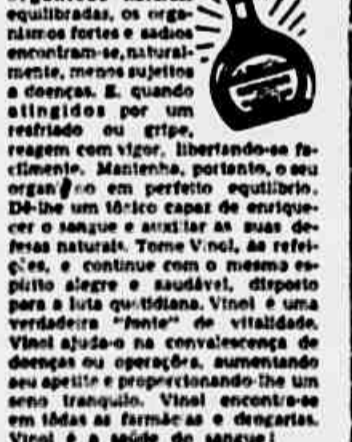 equilibradas, os orga-
nismos fortes e sadios
encontram-se, natural-
mente, menos sujeitos
a doenças. E, quando
atingidos por um
resfriado ou gripe,
reagem com vigor, libertando-se fa-
cilmente. Mantenha, portanto, o seu
organismo em perfeito equilíbrio.
Dê-lhe um tônico capaz de enrique-
cer o sangue e auxiliar as suas de-
fesas naturais. Tome Vinol, às refei-
ções, e continue com o mesmo es-
pírito alegre e saudável, disposto
para a luta quotidiana. Vinol é uma
verdadeira "fonte" de vitalidade.
Vinol ajuda-o na convalescença de
doenças ou operações, aumentando
seu apetite e proporcionando-lhe um
sono tranquilo. Vinol encontra-se
em tôdas as farmácias e drogarias.
Vinol é a saúde do sangue!